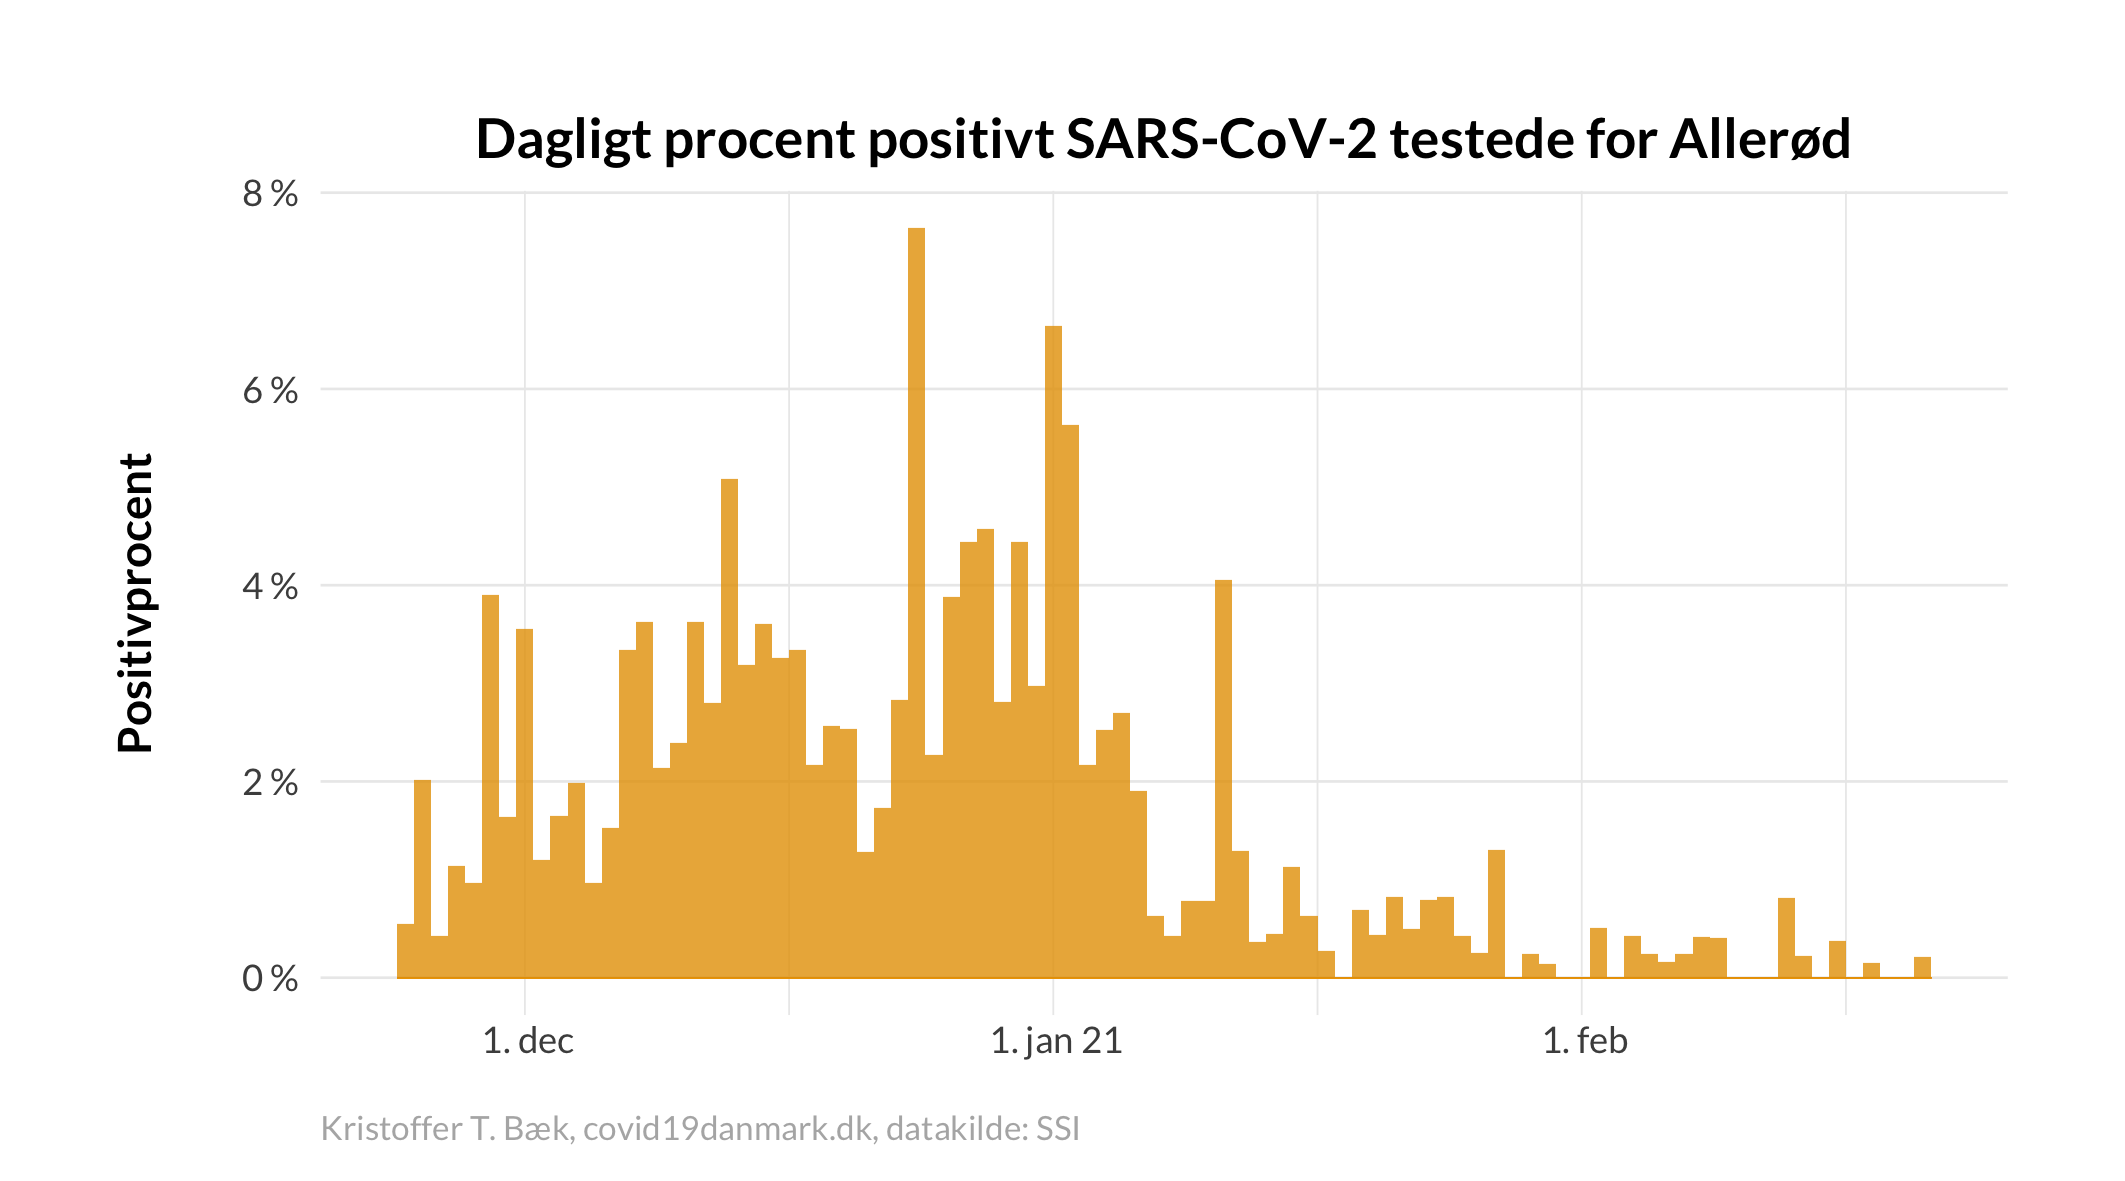 Dagligt procent positivt SARS-CoV-2 testede for Allerød
8 %
6 %
4 %
2 %
0 %
Positivprocent
1. dec
1. jan 21
1. feb
Kristoffer T. Bæk, covid19danmark.dk, datakilde: SSI